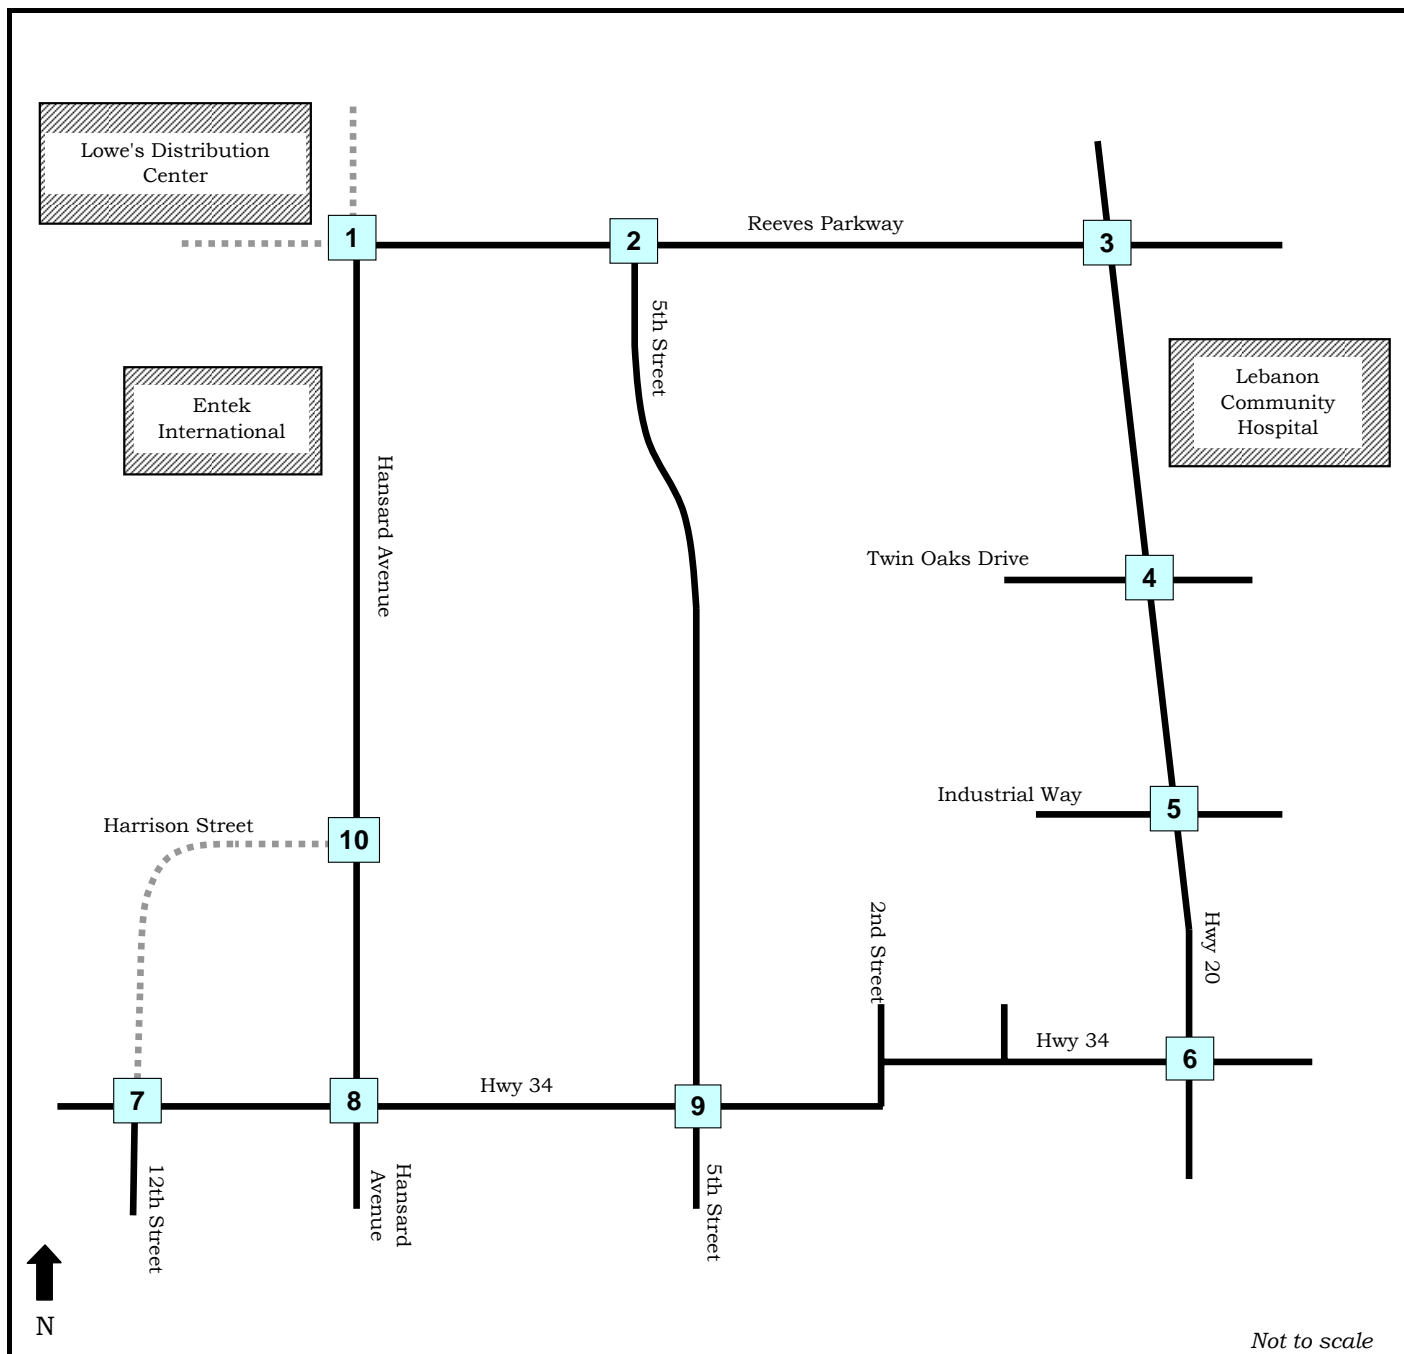 Lowe's Distribution
Center
1
2
Reeves Parkway
3
5th Street
Entek
International
Lebanon
Community
Hospital
Hansard Avenue
Twin Oaks Drive
4
Industrial Way
5
Harrison Street
10
2nd Street
Hwy 20
Hwy 34
6
7
8
Hwy 34
9
12th Street
Hansard
Avenue
5th Street
N
Not to scale